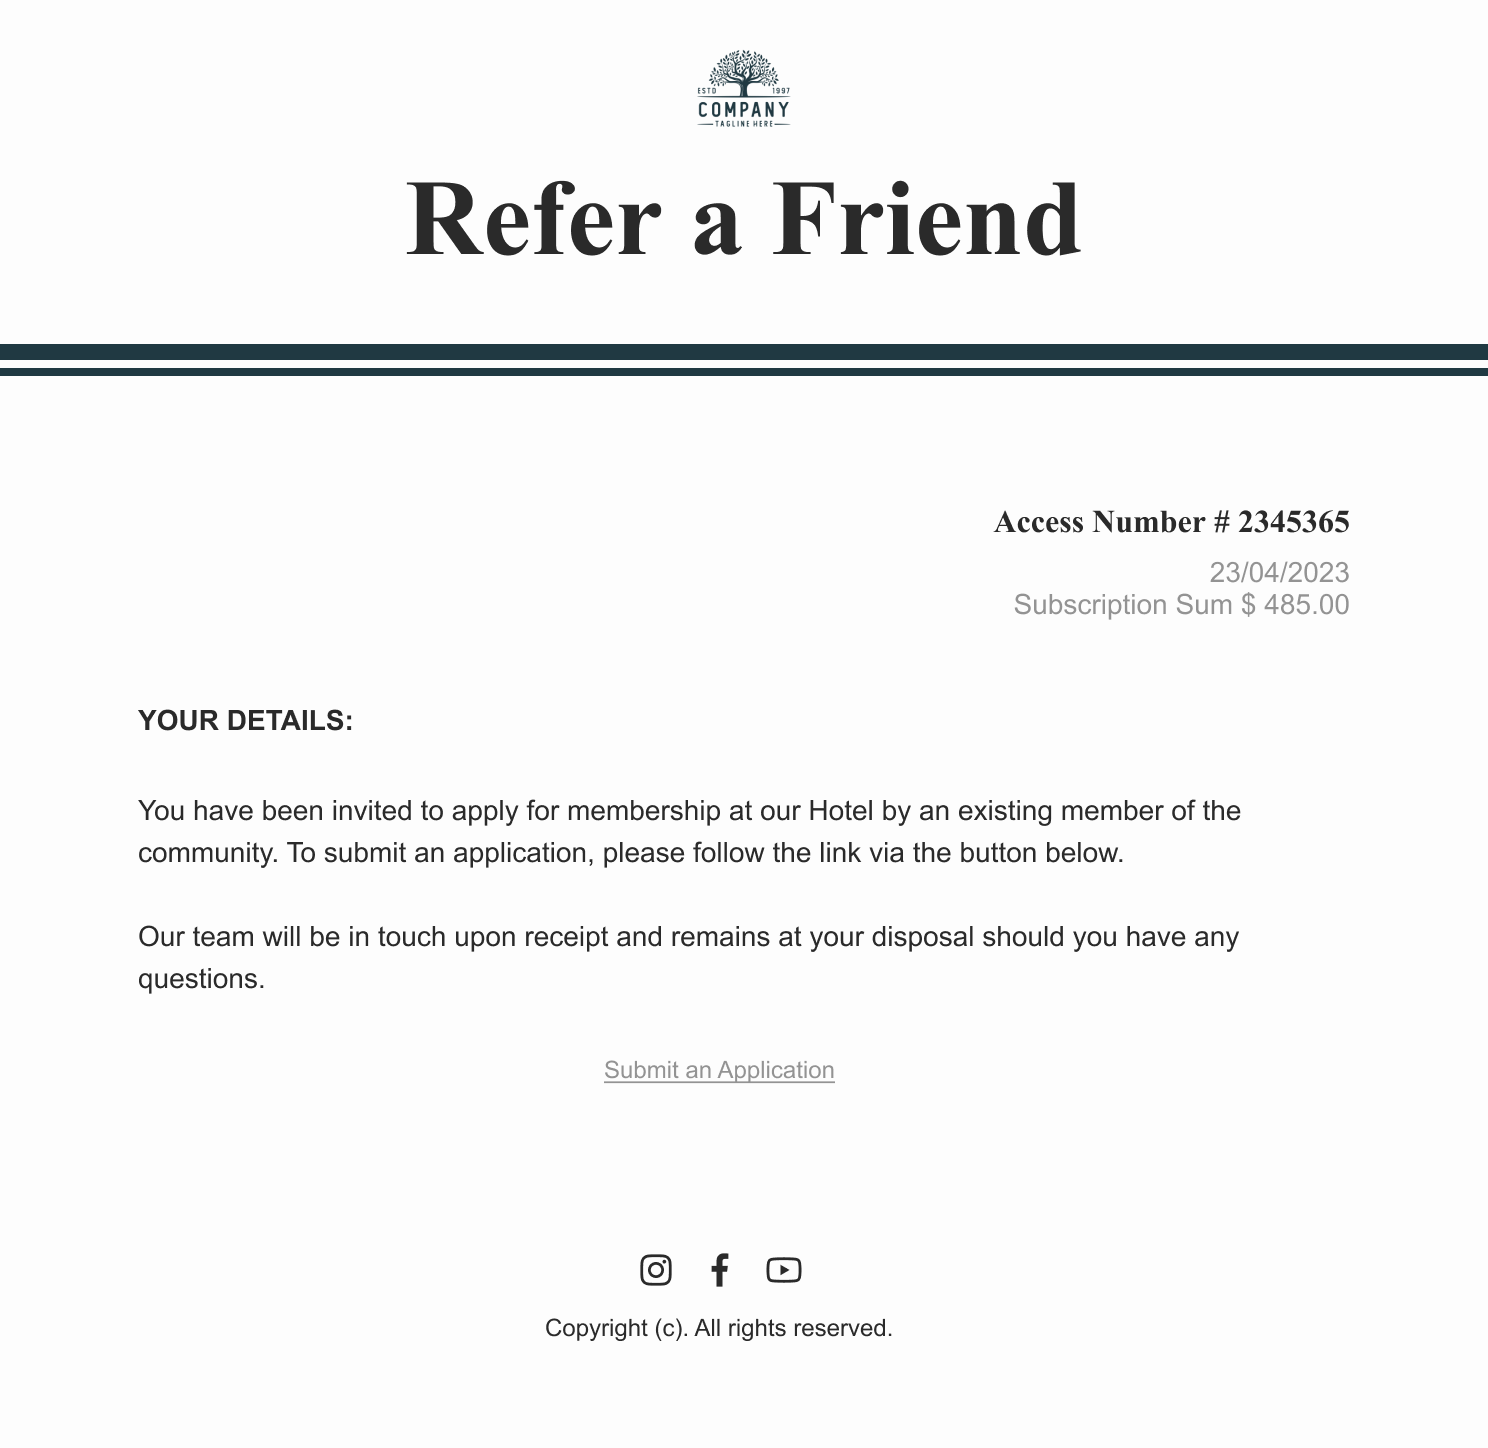 ESTD 1997
COMPANY
TAGLINE HERE
Refer a Friend
Access Number # 2345365
23/04/2023
Subscription Sum $ 485.00
YOUR DETAILS:
You have been invited to apply for membership at our Hotel by an existing member of the
community. To submit an application, please follow the link via the button below.
Our team will be in touch upon receipt and remains at your disposal should you have any
questions.
Submit an Application
Copyright (c). All rights reserved.